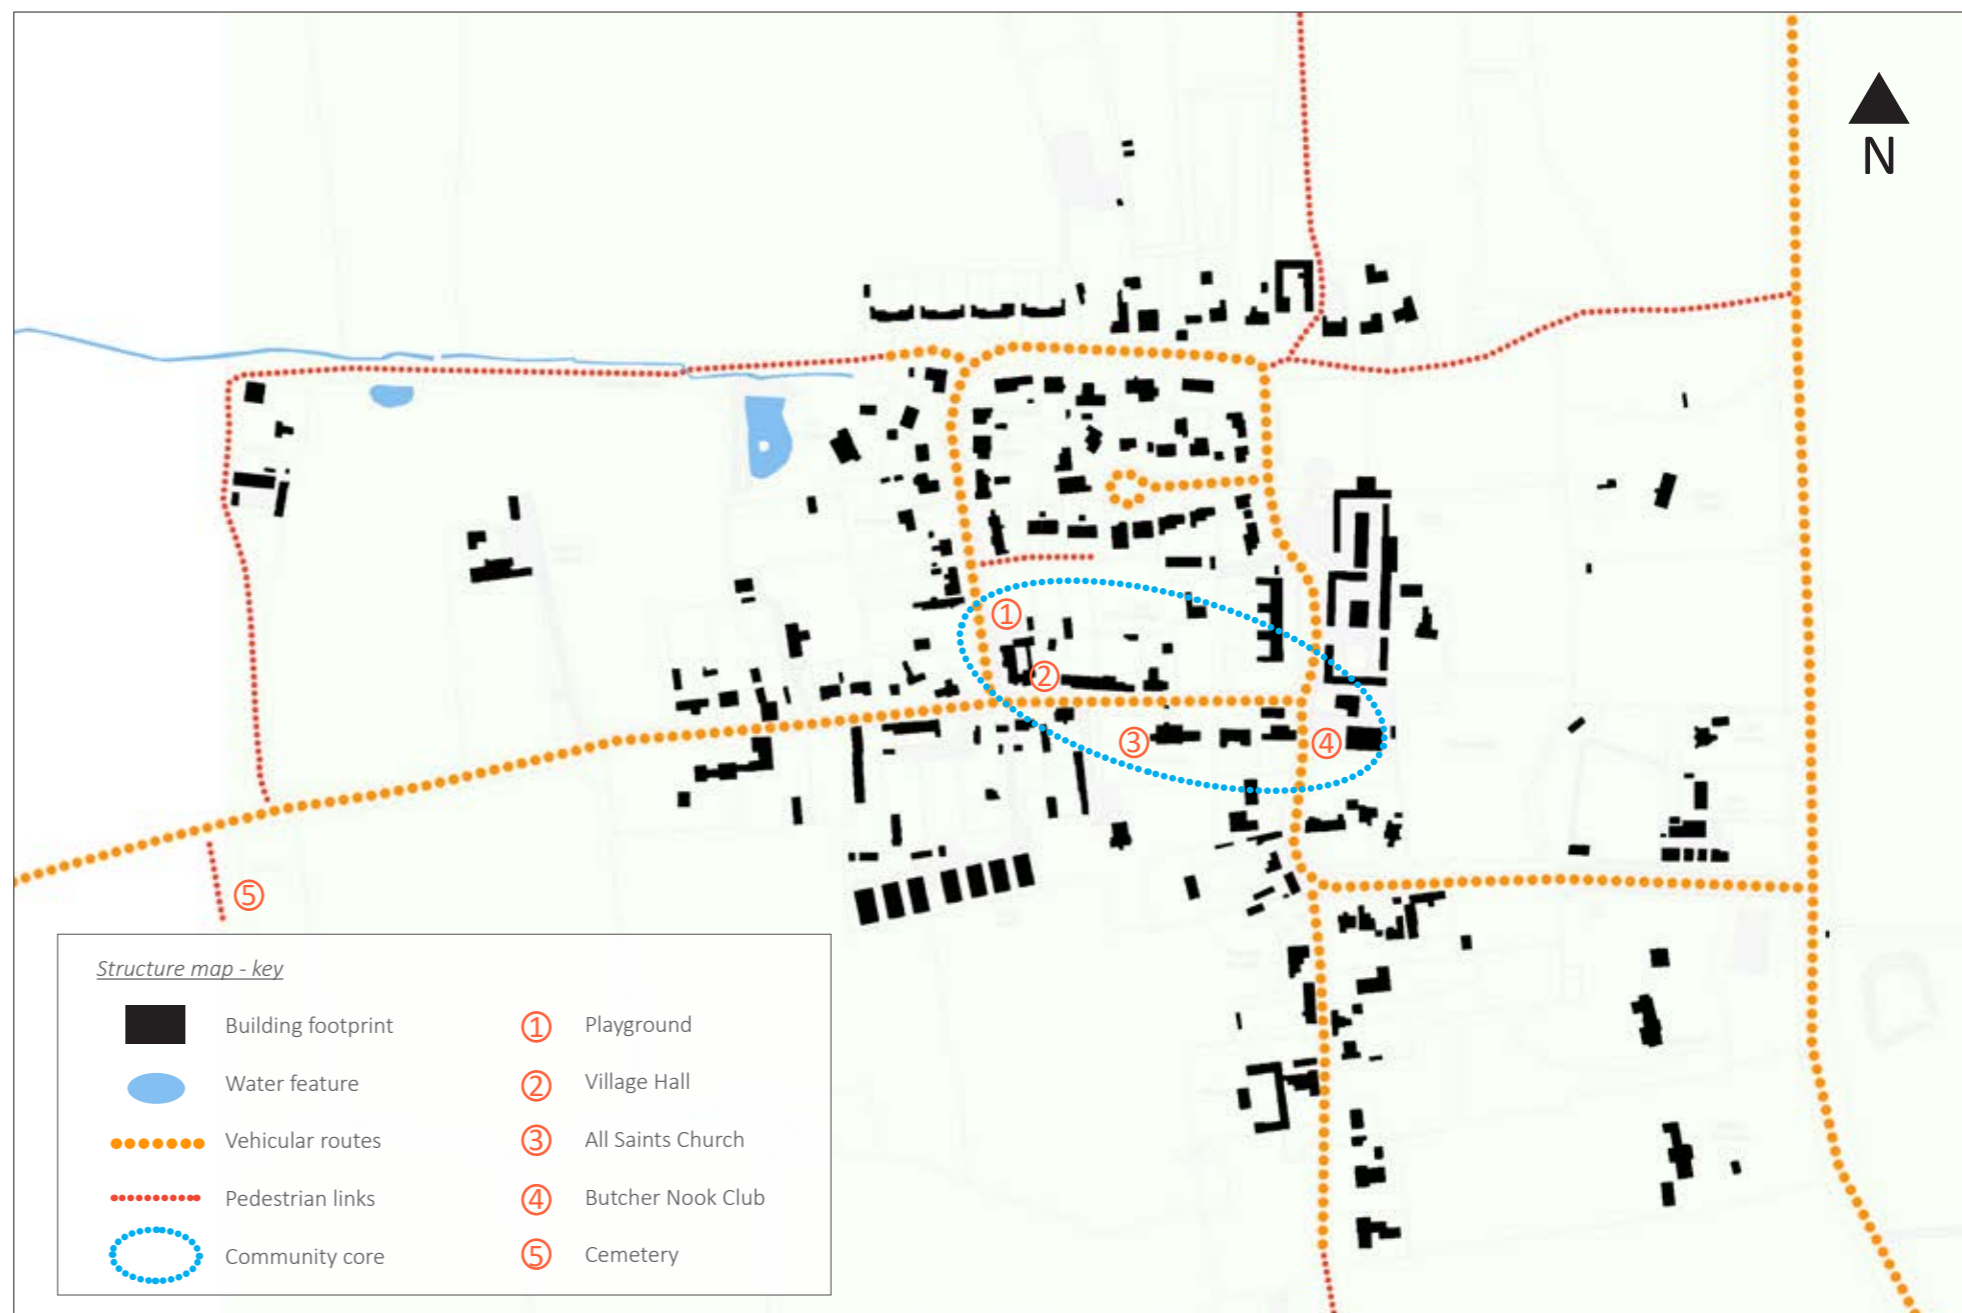 N
1
2
3
4
5
Structure map - key
Building footprint
1 Playground
Water feature
2 Village Hall
Vehicular routes
3 All Saints Church
Pedestrian links
4 Butcher Nook Club
Community core
5 Cemetery